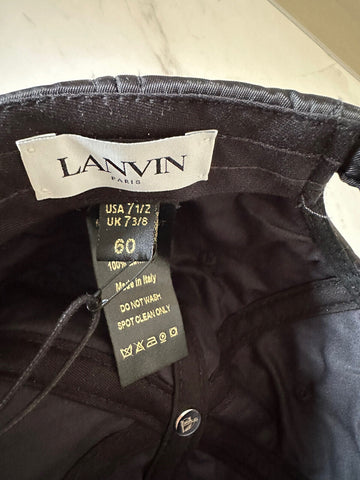 LANVIN
PARIS
USA 7 1/2
UK 7 3/8
60
100%
Made in Italy
DO NOT WASH
SPOT CLEAN ONLY